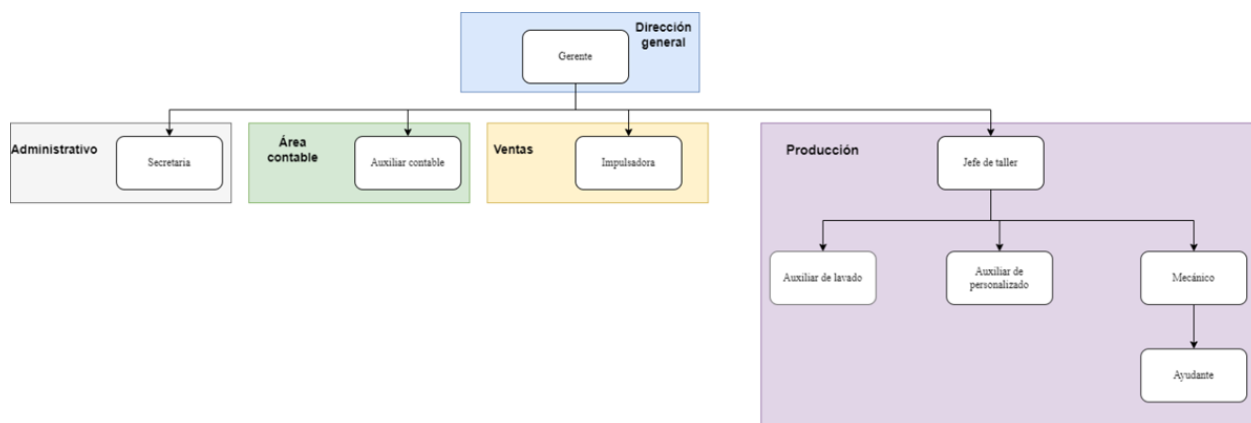 Dirección
general
Gerente
Administrativo
Secretaria
Área
contable
Auxiliar contable
Ventas
Impulsadora
Producción
Jefe de taller
Auxiliar de lavado
Auxiliar de
personalizado
Mecánico
Ayudante